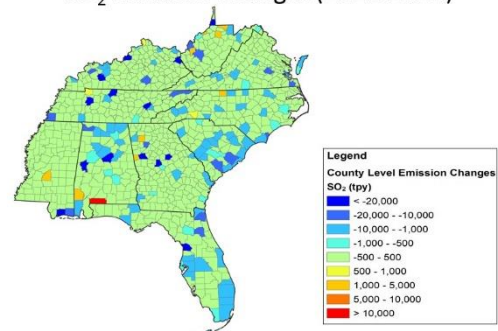 Legend
County Level Emission Changes
SO₂ (tpy)
< -20,000
-20,000 - -10,000
-10,000 - -1,000
-1,000 - -500
-500 - 500
500 - 1,000
1,000 - 5,000
5,000 - 10,000
> 10,000